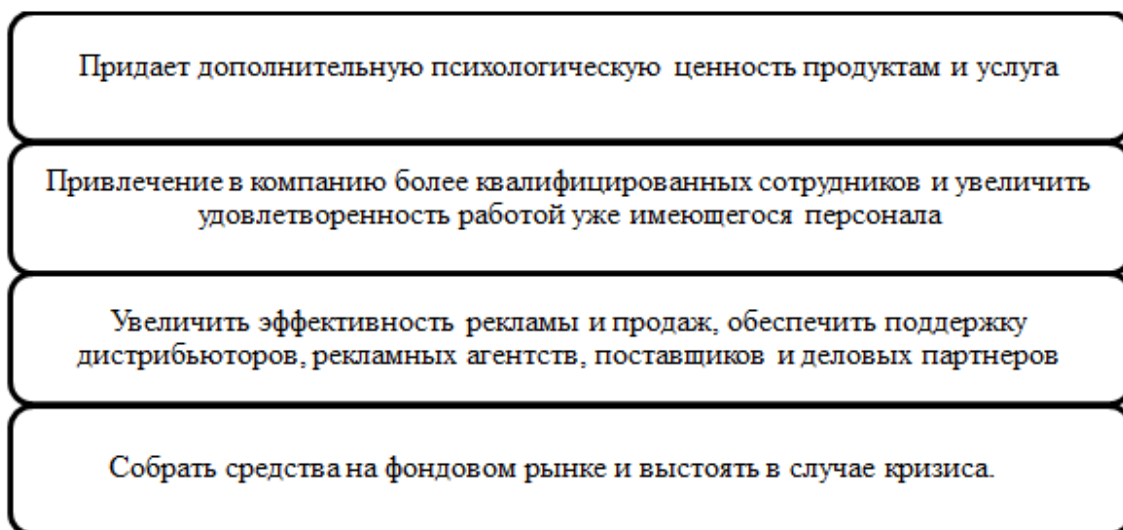 Придает дополнительную психологическую ценность продуктам и услуга
Привлечение в компанию более квалифицированных сотрудников и увеличить
удовлетворенность работой уже имеющегося персонала
Увеличить эффективность рекламы и продаж, обеспечить поддержку
дистрибьюторов, рекламных агентств, поставщиков и деловых партнеров
Собрать средства на фондовом рынке и выстоять в случае кризиса.